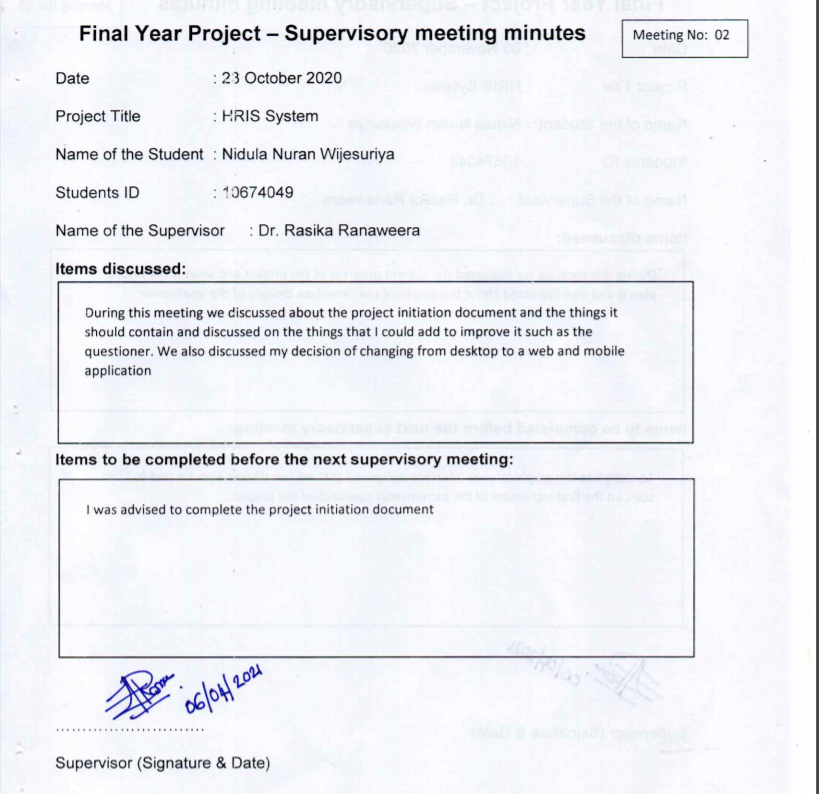 Final Year Project – Supervisory meeting minutes
Meeting No: 02
Date : 23 October 2020
Project Title : HRIS System
Name of the Student : Nidula Nuran Wijesuriya
Students ID : 10674049
Name of the Supervisor : Dr. Rasika Ranaweera
Items discussed:
During this meeting we discussed about the project initiation document and the things it
should contain and discussed on the things that I could add to improve it such as the
questioner. We also discussed my decision of changing from desktop to a web and mobile
application
Items to be completed before the next supervisory meeting:
I was advised to complete the project initiation document
06/04/2021
Supervisor (Signature & Date)